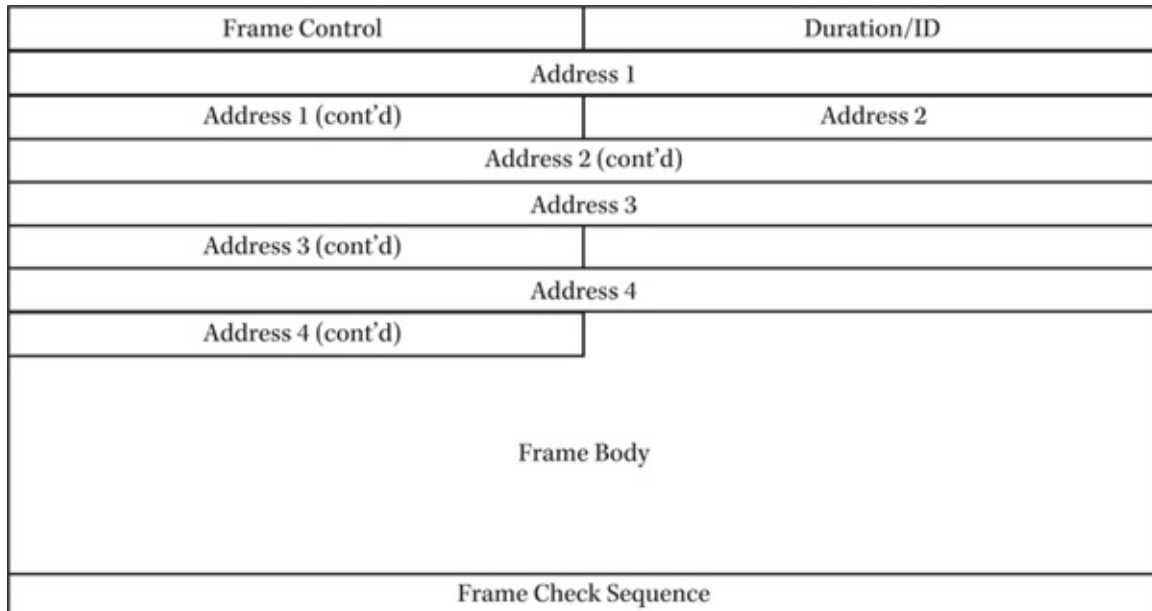 Frame Control
Duration/ID
Address 1
Address 1 (cont’d)
Address 2
Address 2 (cont’d)
Address 3
Address 3 (cont’d)
Address 4
Address 4 (cont’d)
Frame Body
Frame Check Sequence